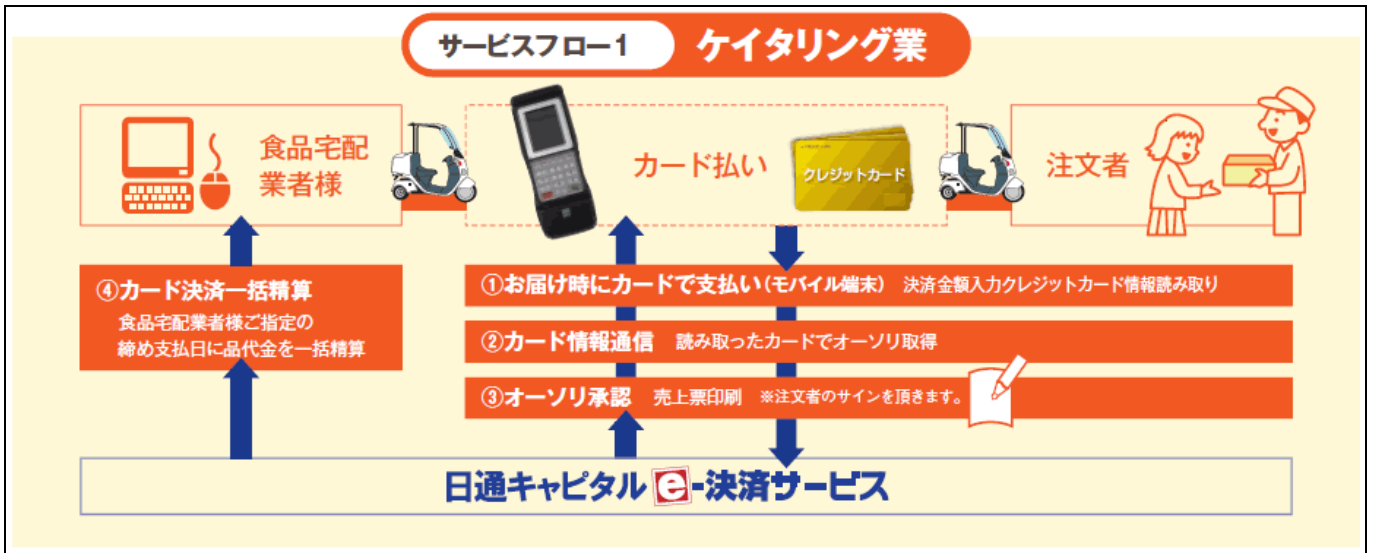 サービスフロー1 ケイタリング業
食品宅配
業者様
カード払い
クレジットカード
注文者
④カード決済一括精算
食品宅配業者様ご指定の
締め支払日に品代金を一括精算
①お届け時にカードで支払い(モバイル端末) 決済金額入力クレジットカード情報読み取り
②カード情報通信 読み取ったカードでオーソリ取得
③オーソリ承認 売上票印刷 ※注文者のサインを頂きます。
日通キャピタル e-決済サービス